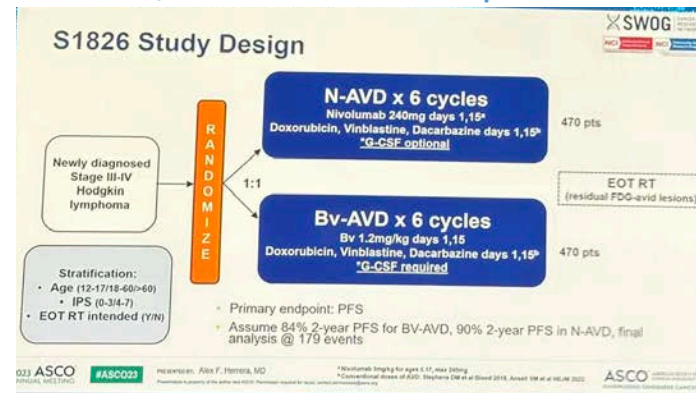 S1826 Study Design
SWOG
NCI
N-AVD x 6 cycles
Nivolumab 240mg days 1,15ª
Doxorubicin, Vinblastine, Dacarbazine days 1,15ᵇ
*G-CSF optional
470 pts
RANDOMIZE
Newly diagnosed
Stage III-IV
Hodgkin
lymphoma
1:1
EOT RT
(residual FDG-avid lesions)
Bv-AVD x 6 cycles
Bv 1.2mg/kg days 1,15
Doxorubicin, Vinblastine, Dacarbazine days 1,15ᵇ
*G-CSF required
470 pts
Stratification:
• Age (12-17/18-60/>60)
• IPS (0-3/4-7)
• EOT RT intended (Y/N)
• Primary endpoint: PFS
• Assume 84% 2-year PFS for BV-AVD, 90% 2-year PFS in N-AVD, final
analysis @ 179 events
023 ASCO
ANNUAL MEETING
#ASCO23
PRESENTED BY: Alex F. Herrera, MD
ASCO